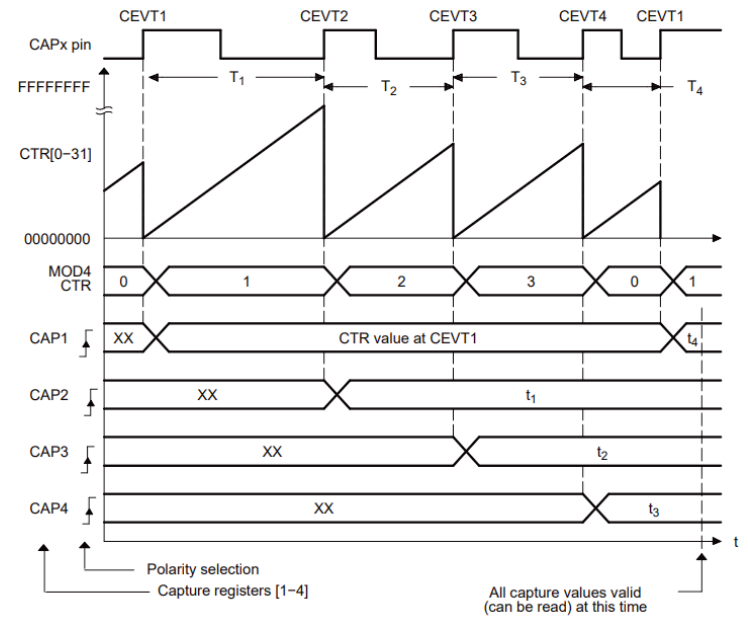 CEVT1 CEVT2 CEVT3 CEVT4 CEVT1
CAPx pin
T1 T2 T3 T4
FFFFFFFF
CTR[0−31]
00000000
MOD4
CTR
0 1 2 3 0 1
CAP1 XX CTR value at CEVT1 t4
CAP2 XX t1
CAP3 XX t2
CAP4 XX t3
t
Polarity selection
Capture registers [1−4]
All capture values valid
(can be read) at this time